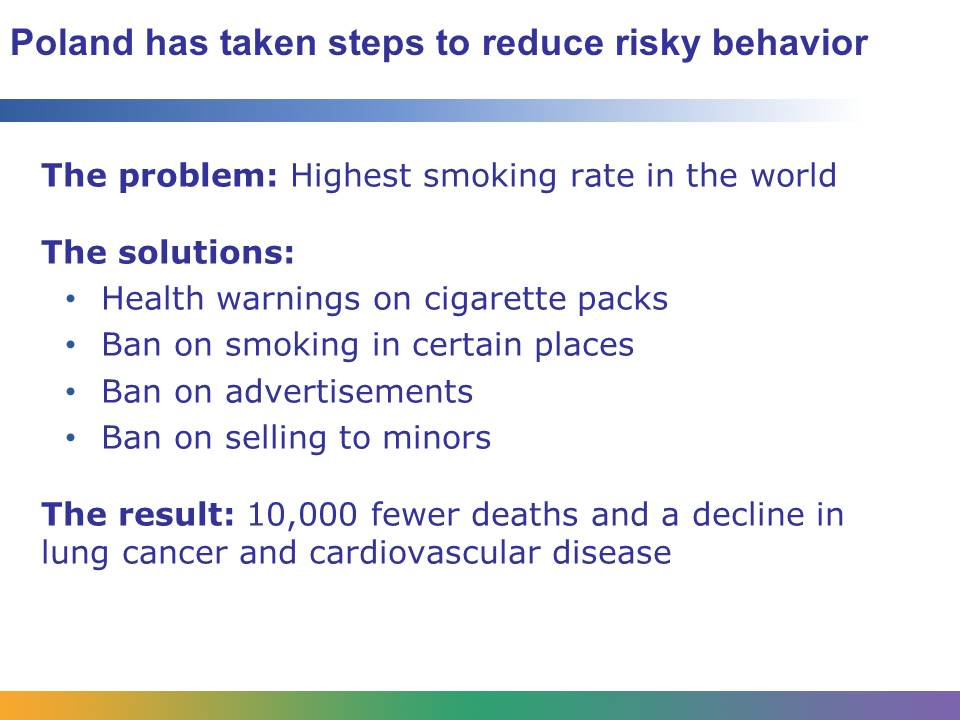 Poland has taken steps to reduce risky behavior
The problem: Highest smoking rate in the world
The solutions:
• Health warnings on cigarette packs
• Ban on smoking in certain places
• Ban on advertisements
• Ban on selling to minors
The result: 10,000 fewer deaths and a decline in
lung cancer and cardiovascular disease